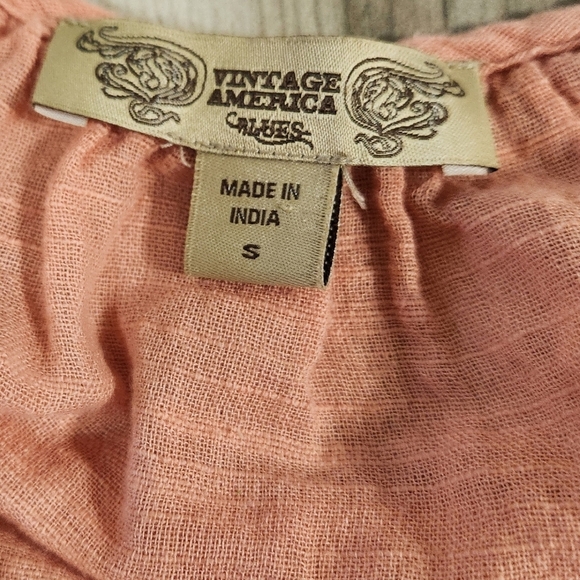 VINTAGE
AMERICA
BLUES
MADE IN
INDIA
S